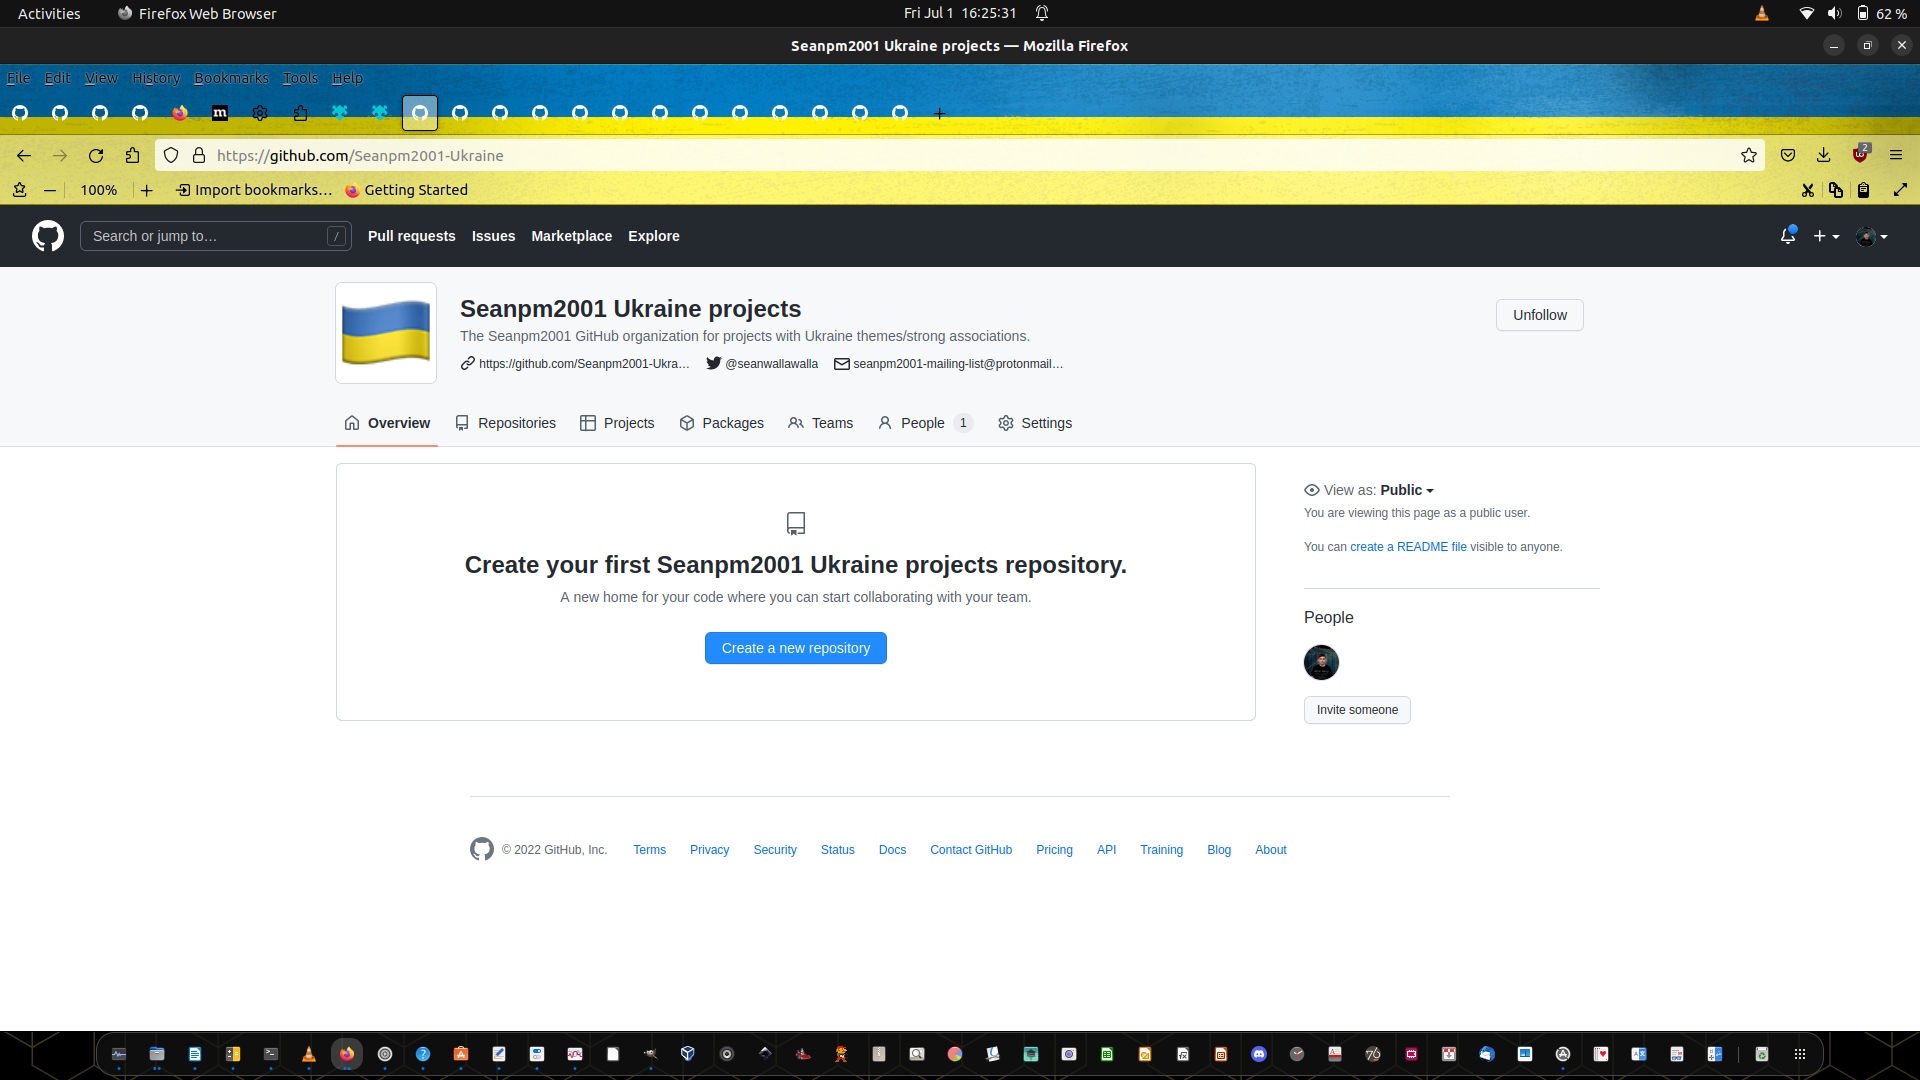 Activities Firefox Web Browser Fri Jul 1 16:25:31 62 %
Seanpm2001 Ukraine projects — Mozilla Firefox
File Edit View History Bookmarks Tools Help
https://github.com/Seanpm2001-Ukraine 2
100% Import bookmarks… Getting Started
Search or jump to… / Pull requests Issues Marketplace Explore
Seanpm2001 Ukraine projects
Unfollow
The Seanpm2001 GitHub organization for projects with Ukraine themes/strong associations.
https://github.com/Seanpm2001-Ukra… @seanwallawalla seanpm2001-mailing-list@protonmail…
Overview Repositories Projects Packages Teams People 1 Settings
View as: Public
You are viewing this page as a public user.
You can create a README file visible to anyone.
Create your first Seanpm2001 Ukraine projects repository.
A new home for your code where you can start collaborating with your team.
Create a new repository
People
Invite someone
© 2022 GitHub, Inc. Terms Privacy Security Status Docs Contact GitHub Pricing API Training Blog About